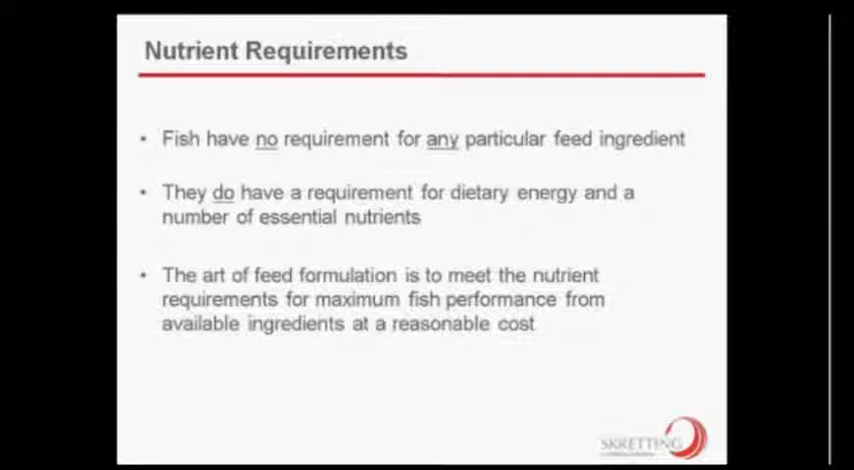 Nutrient Requirements
• Fish have no requirement for any particular feed ingredient
• They do have a requirement for dietary energy and a
number of essential nutrients
• The art of feed formulation is to meet the nutrient
requirements for maximum fish performance from
available ingredients at a reasonable cost
SKRETTING